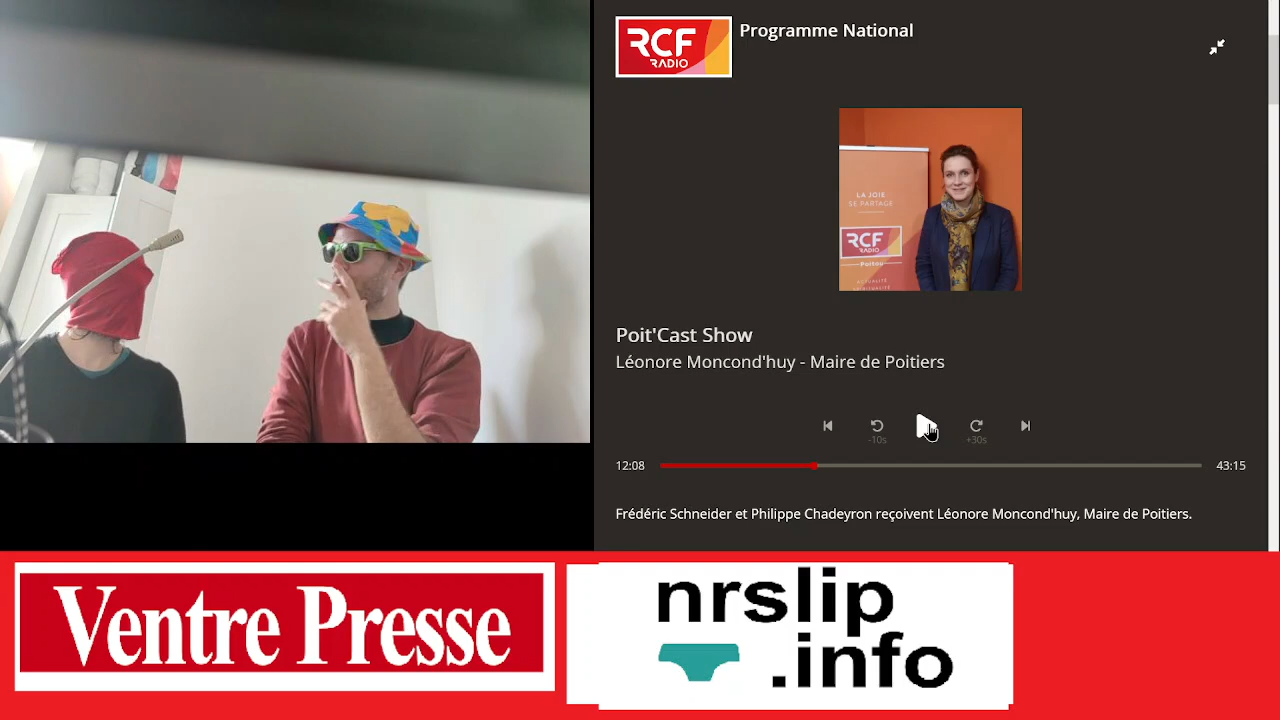 RCF
RADIO
Programme National
LA JOIE
SE PARTAGE
RCF
RADIO
Poitou
Poit'Cast Show
Léonore Moncond'huy - Maire de Poitiers
-10s
+30s
12:08
43:15
Frédéric Schneider et Philippe Chadeyron reçoivent Léonore Moncond'huy, Maire de Poitiers.
Ventre Presse
nrslip
.info